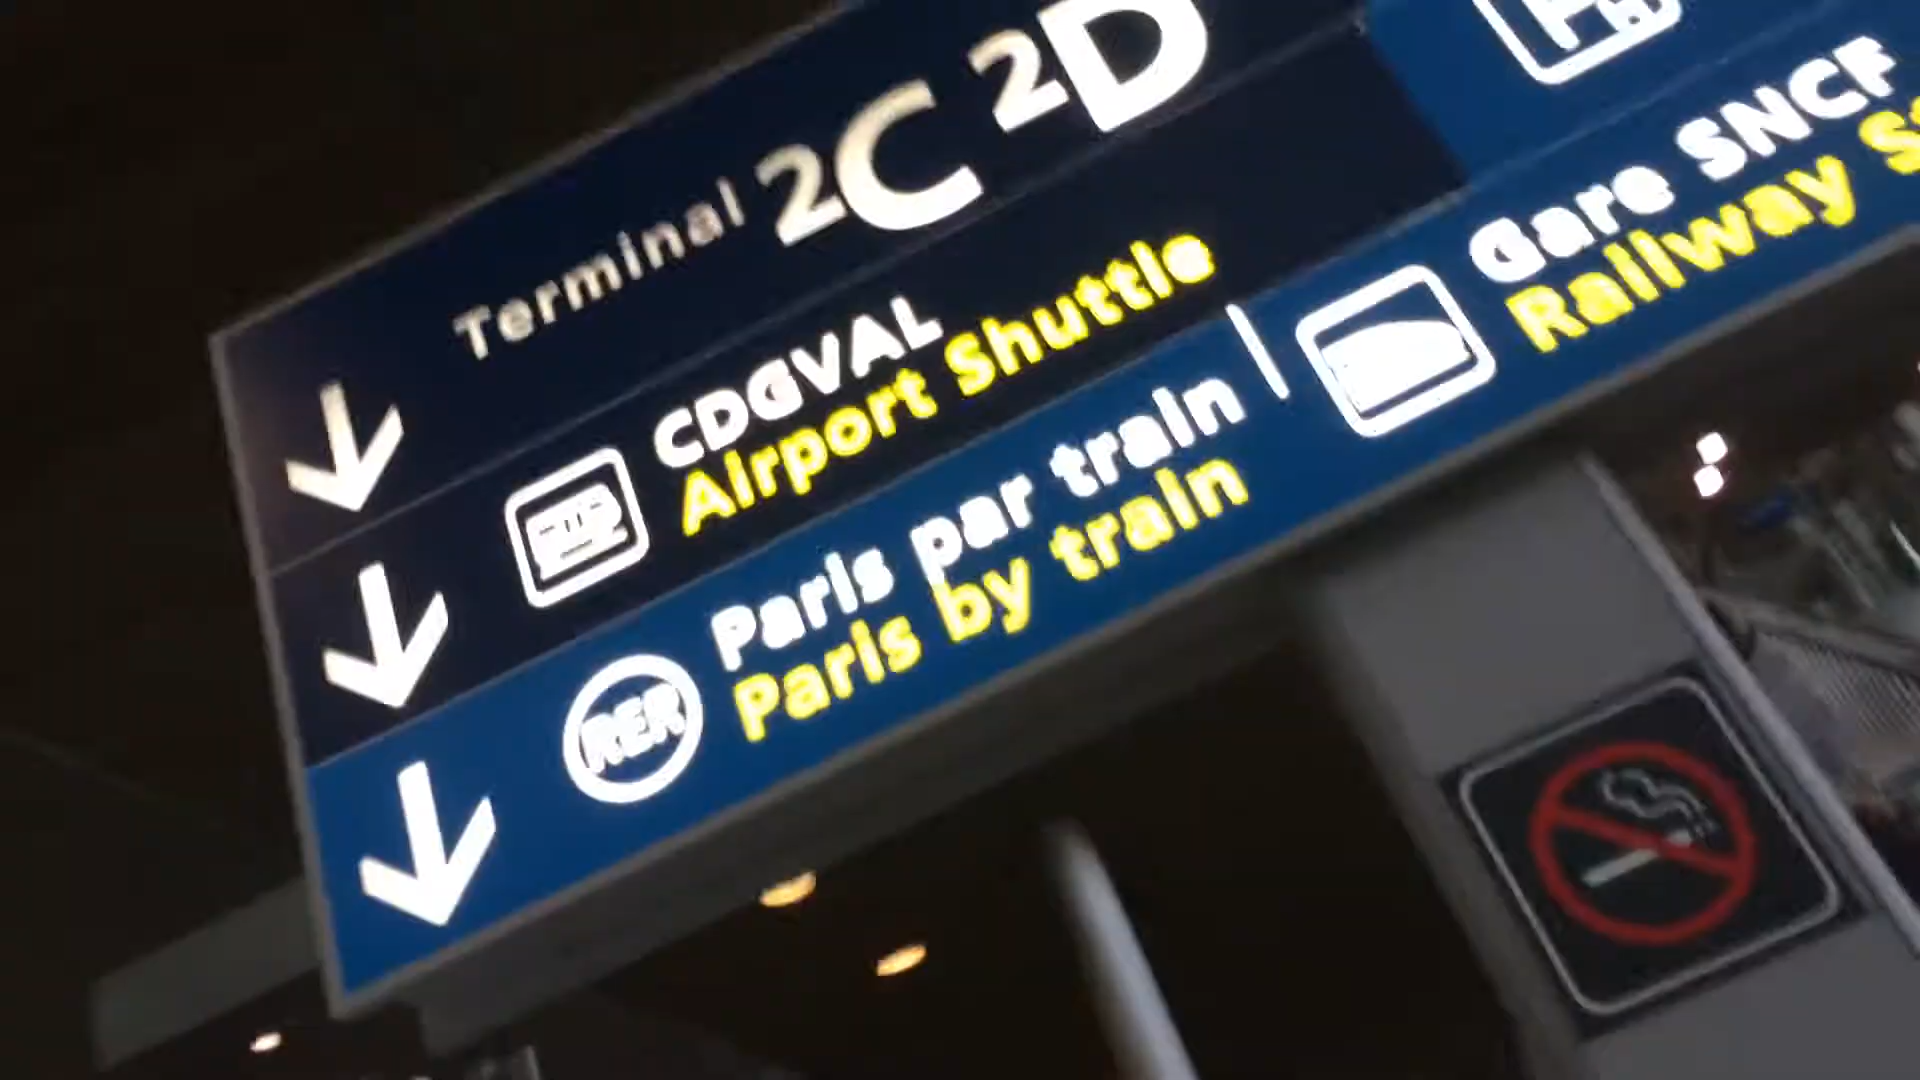 Terminal 2C 2D
CDGVAL
Airport Shuttle
RER
Paris par train
Paris by train
Gare SNCF
Railway